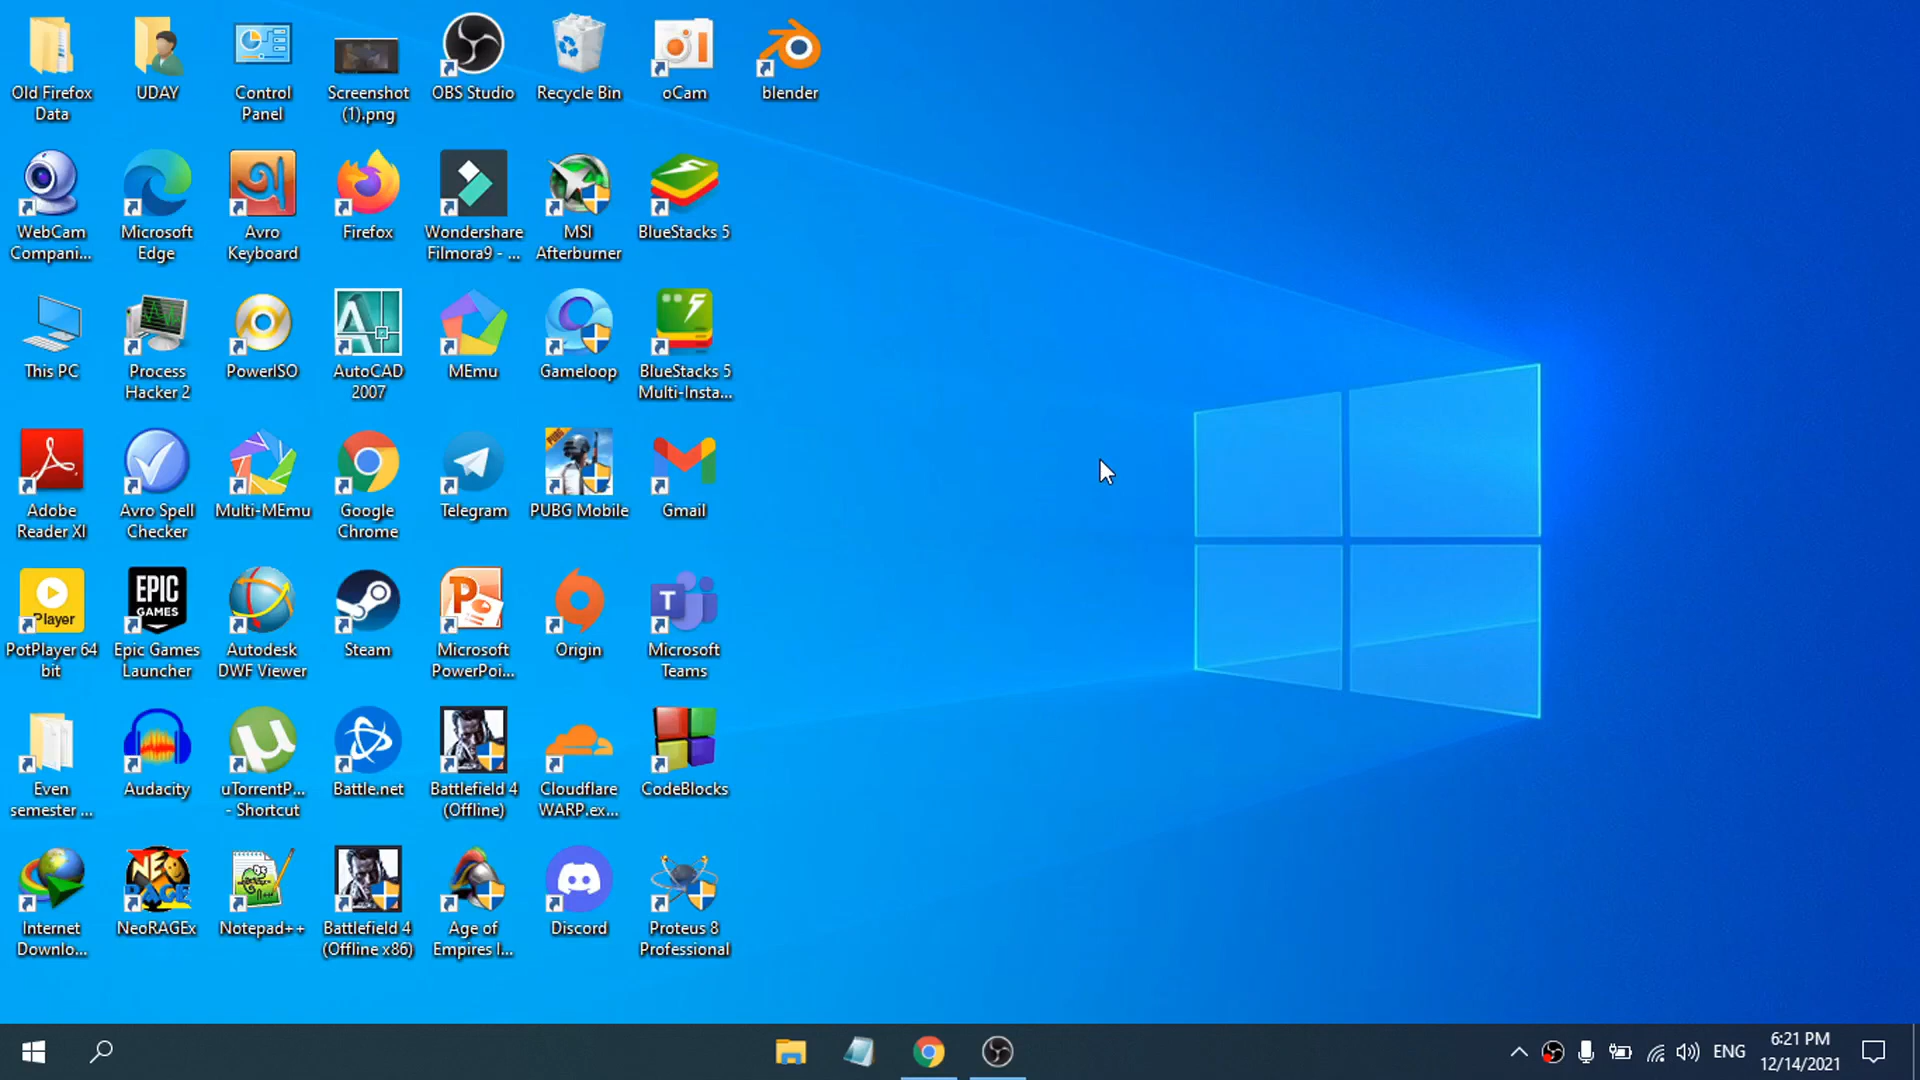 Old Firefox
Data
UDAY
Control
Panel
Screenshot
(1).png
OBS Studio
Recycle Bin
oCam
blender
WebCam
Compani...
Microsoft
Edge
Avro
Keyboard
Firefox
Wondershare
Filmora9 - ...
MSI
Afterburner
BlueStacks 5
This PC
Process
Hacker 2
PowerISO
AutoCAD
2007
MEmu
Gameloop
BlueStacks 5
Multi-Insta...
Adobe
Reader XI
Avro Spell
Checker
Multi-MEmu
Google
Chrome
Telegram
PUBG
PUBG Mobile
Gmail
Player
PotPlayer 64
bit
EPIC
GAMES
Epic Games
Launcher
Autodesk
DWF Viewer
Steam
Microsoft
PowerPoi...
Origin
T
Microsoft
Teams
Even
semester ...
Audacity
uTorrentP...
- Shortcut
Battle.net
Battlefield 4
(Offline)
Cloudflare
WARP.ex...
CodeBlocks
Internet
Downlo...
NEO
RAGE
NeoRAGEx
Notepad++
Battlefield 4
(Offline x86)
Age of
Empires I...
Discord
Proteus 8
Professional
ENG
6:21 PM
12/14/2021